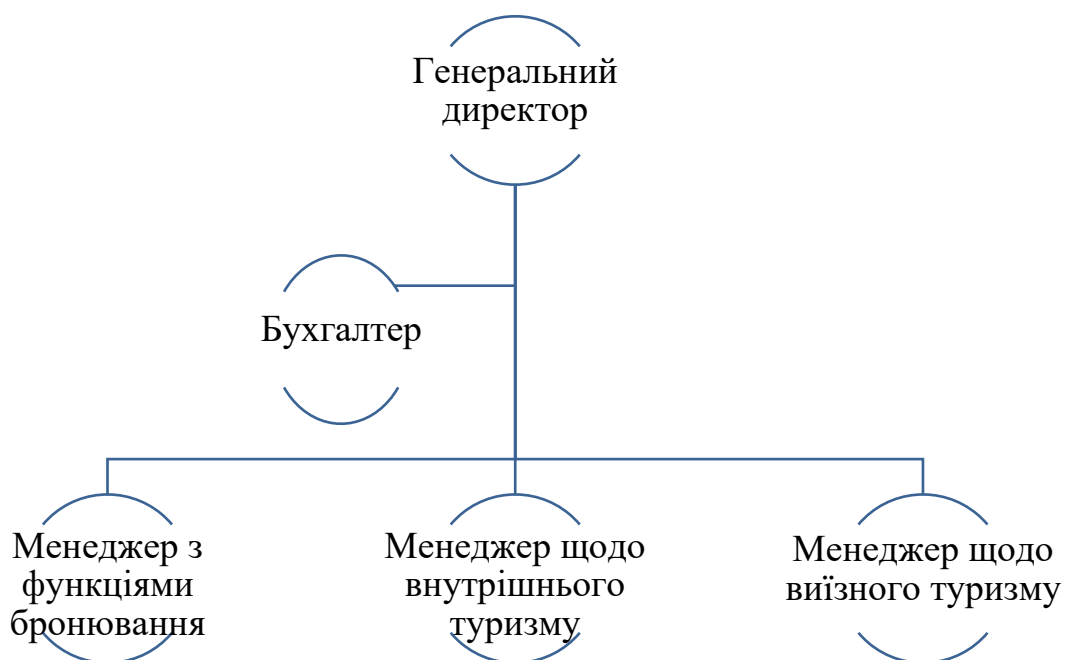 Генеральний
директор
Бухгалтер
Менеджер з
функціями
бронювання
Менеджер щодо
внутрішнього
туризму
Менеджер щодо
виїзного туризму